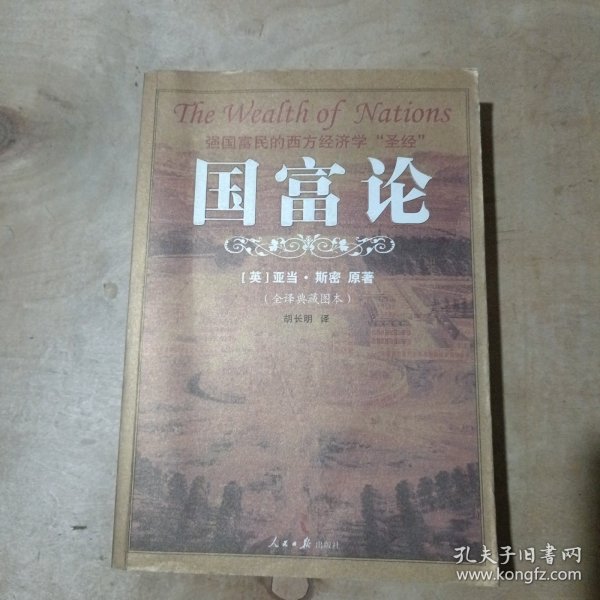 The Wealth of Nations
强国富民的西方经济学“圣经”
国富论
［英］亚当·斯密 原著
（全译典藏图本）
胡长明 译
人民日报出版社
孔夫子旧书网
www.kongfz.com